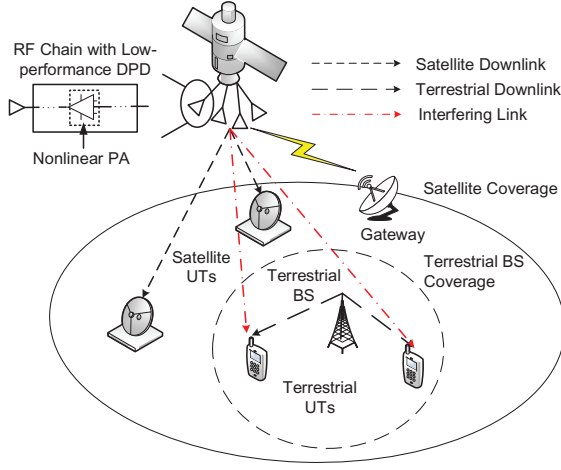 RF Chain with Low-
performance DPD
Nonlinear PA
Satellite Downlink
Terrestrial Downlink
Interfering Link
Satellite Coverage
Gateway
Satellite
UTs
Terrestrial
BS
Terrestrial BS
Coverage
Terrestrial
UTs